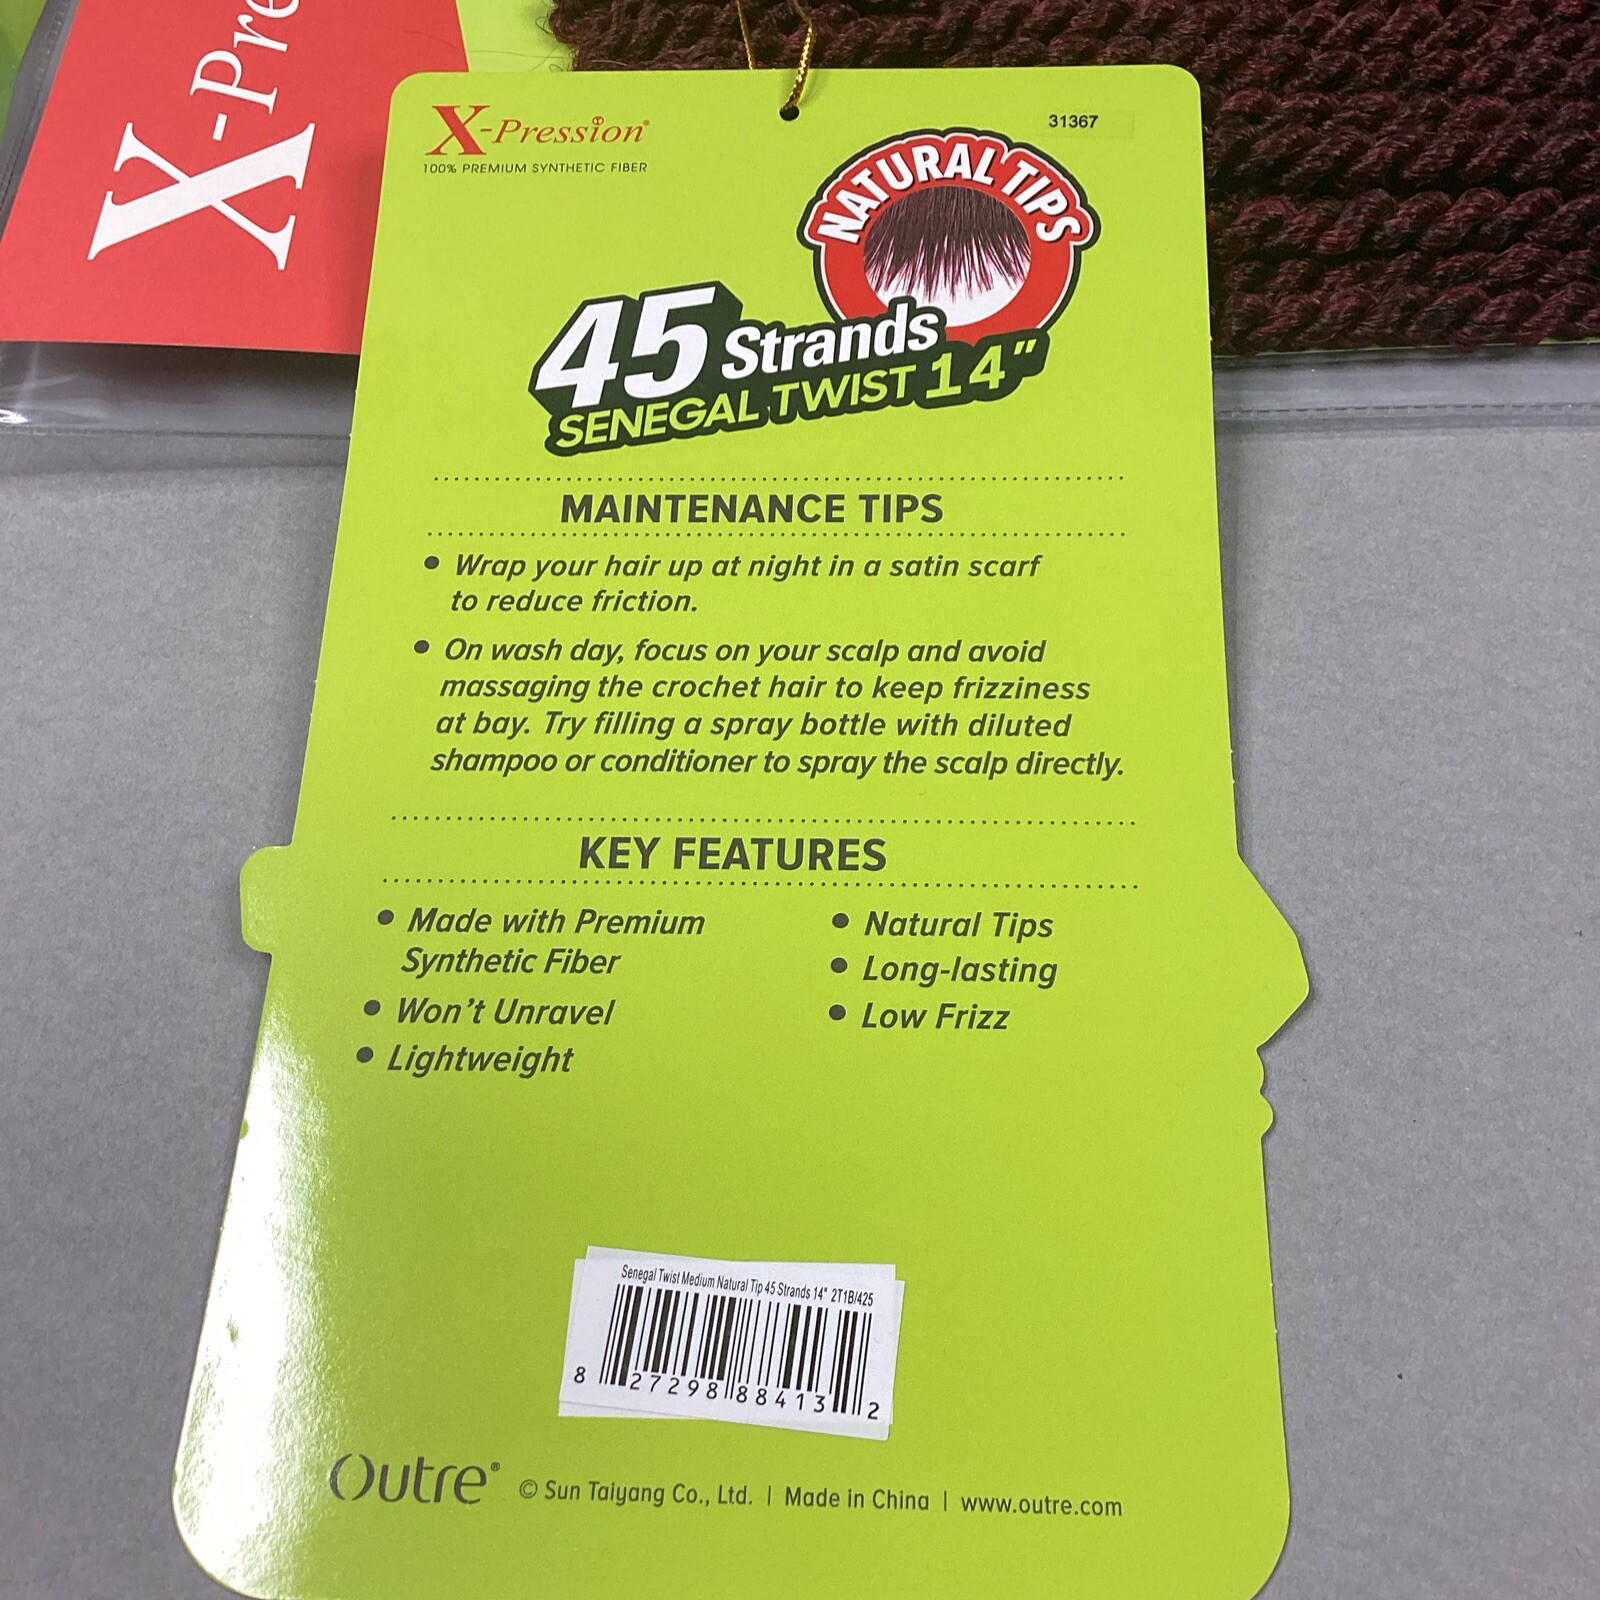 X-Pre
X-Pression®
100% PREMIUM SYNTHETIC FIBER
31367
NATURAL TIPS
45 Strands
SENEGAL TWIST 14"
MAINTENANCE TIPS
• Wrap your hair up at night in a satin scarf
to reduce friction.
• On wash day, focus on your scalp and avoid
massaging the crochet hair to keep frizziness
at bay. Try filling a spray bottle with diluted
shampoo or conditioner to spray the scalp directly.
KEY FEATURES
• Made with Premium
Synthetic Fiber
• Won't Unravel
• Lightweight
• Natural Tips
• Long-lasting
• Low Frizz
Senegal Twist Medium Natural Tip 45 Strands 14" 2T1B/425
8 27298 88413 2
Outre® © Sun Taiyang Co., Ltd. | Made in China | www.outre.com